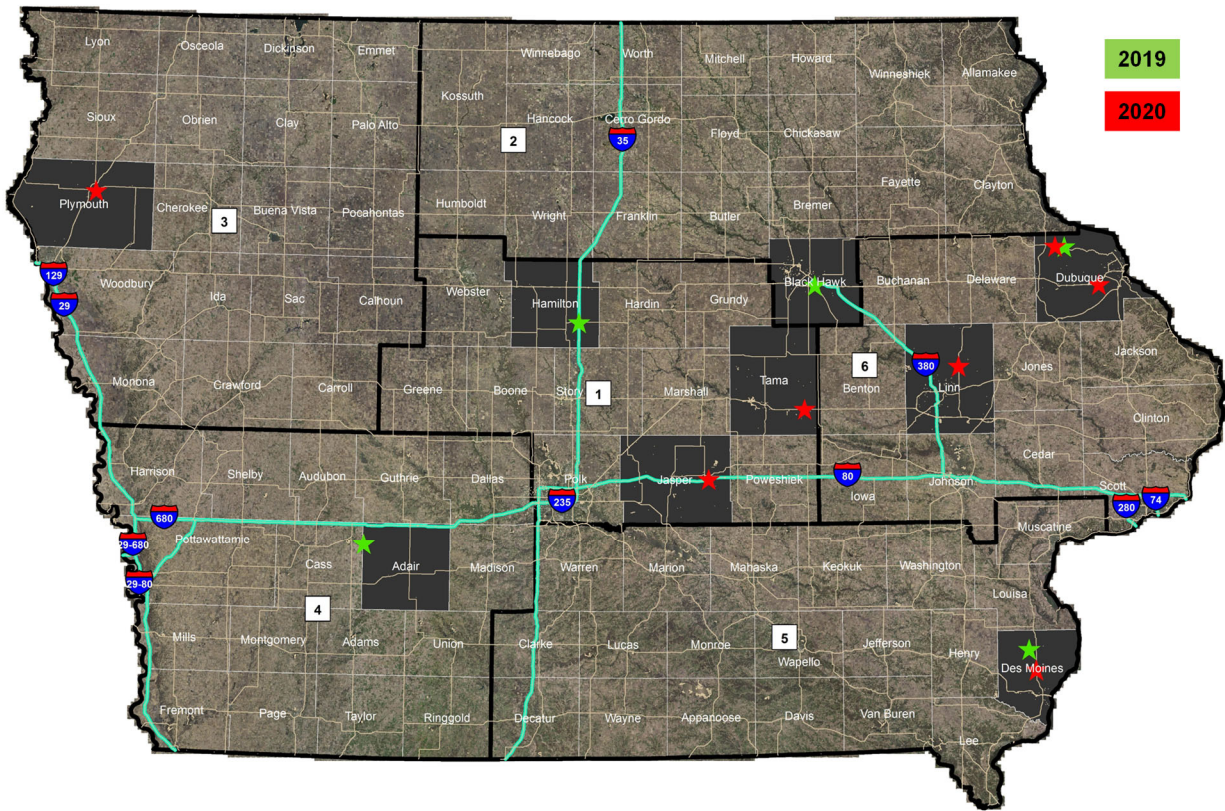 2019
2020
Lyon
Osceola
Dickinson
Emmet
Winnebago
Worth
Mitchell
Howard
Winneshiek
Allamakee
Kossuth
Hancock
Cerro Gordo
Sioux
Obrien
Clay
Palo Alto
Floyd
Chickasaw
2
35
Fayette
Clayton
Plymouth
Cherokee
Buena Vista
Pocahontas
3
Humboldt
Wright
Franklin
Butler
Bremer
129
29
Woodbury
Ida
Sac
Calhoun
Webster
Hamilton
Hardin
Grundy
Black Hawk
Buchanan
Delaware
Dubuque
Jackson
Monona
Crawford
Carroll
Greene
Boone
Story
1
Marshall
Tama
6
Benton
380
Linn
Jones
Clinton
Cedar
Harrison
Shelby
Audubon
Guthrie
Dallas
Polk
235
Jasper
Poweshiek
80
Iowa
Johnson
Scott
280
74
Muscatine
680
29-680
Pottawattamie
29-80
Cass
Adair
Madison
Warren
Marion
Mahaska
Keokuk
Washington
Louisa
4
5
Mills
Montgomery
Adams
Union
Clarke
Lucas
Monroe
Wapello
Jefferson
Henry
Des Moines
Fremont
Page
Taylor
Ringgold
Decatur
Wayne
Appanoose
Davis
Van Buren
Lee